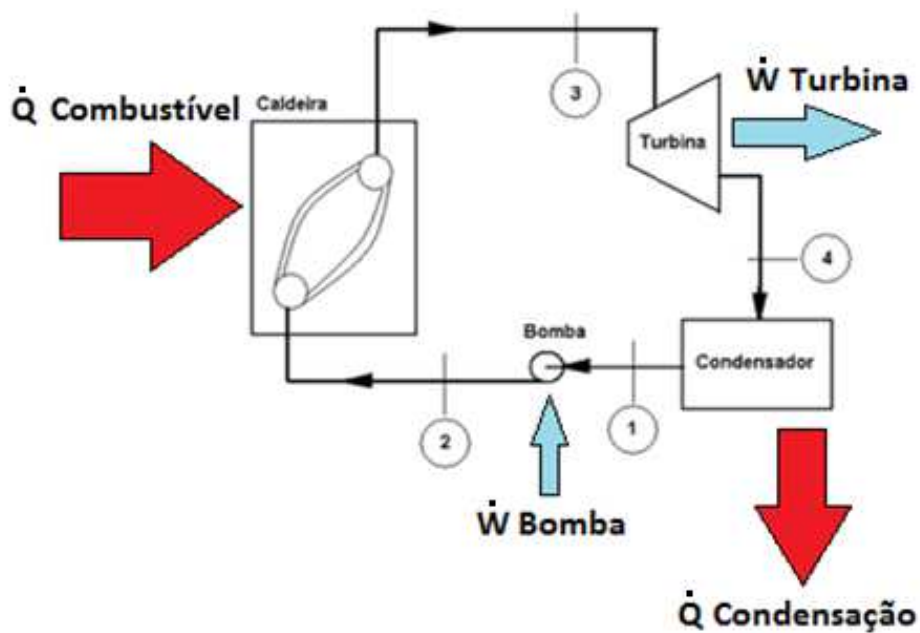 3
Ẇ Turbina
Q̇ Combustível
Caldeira
Turbina
4
Bomba
Condensador
2
1
Ẇ Bomba
Q̇ Condensação